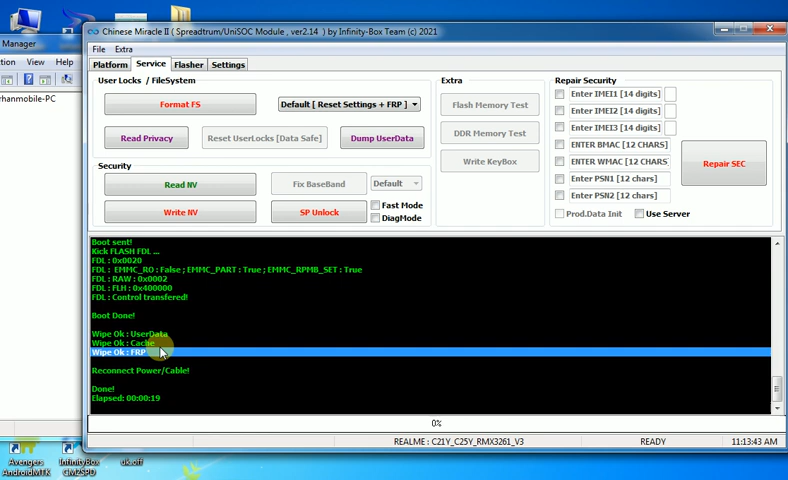 Chinese Miracle II ( Spreadtrum/UniSOC Module , ver2.14 ) by Infinity-Box Team (c) 2021
Manager
View Help
rhanmobile-PC
File Extra
Platform Service Flasher Settings
User Locks / FileSystem
Format FS
Default [ Reset Settings + FRP ]
Read Privacy
Reset UserLocks [Data Safe]
Dump UserData
Security
Read NV
Fix BaseBand
Default
Write NV
SP Unlock
Fast Mode
DiagMode
Extra
Flash Memory Test
DDR Memory Test
Write KeyBox
Repair Security
Enter IMEI1 [14 digits]
Enter IMEI2 [14 digits]
Enter IMEI3 [14 digits]
ENTER BMAC [12 CHARS]
ENTER WMAC [12 CHARS]
Enter PSN1 [12 chars]
Enter PSN2 [12 chars]
Prod.Data Init
Use Server
Repair SEC
Boot sent!
Kick FLASH FDL ...
FDL : 0x0020
FDL : EMMC_RO : False ; EMMC_PART : True ; EMMC_RPMB_SET : True
FDL : RAW : 0x0002
FDL : FLH : 0x400000
FDL : Control transfered!
Boot Done!
Wipe Ok : UserData
Wipe Ok : Cache
Wipe Ok : FRP
Reconnect Power/Cable!
Done!
Elapsed: 00:00:19
0%
REALME : C21Y_C25Y_RMX3261_V3
READY
11:13:43 AM
Avengers AndroidMTK
InfinityBox CM2SPD